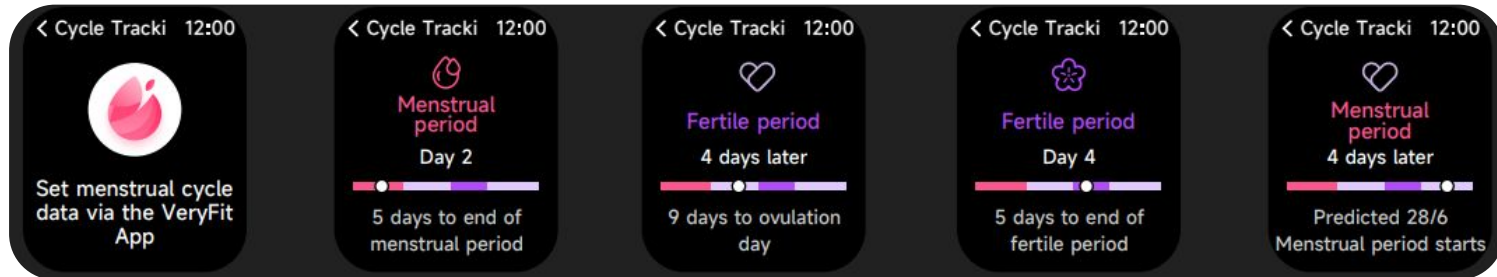 < Cycle Tracki 12:00
Set menstrual cycle
data via the VeryFit
App
< Cycle Tracki 12:00
Menstrual
period
Day 2
5 days to end of
menstrual period
< Cycle Tracki 12:00
Fertile period
4 days later
9 days to ovulation
day
< Cycle Tracki 12:00
Fertile period
Day 4
5 days to end of
fertile period
< Cycle Tracki 12:00
Menstrual
period
4 days later
Predicted 28/6
Menstrual period starts